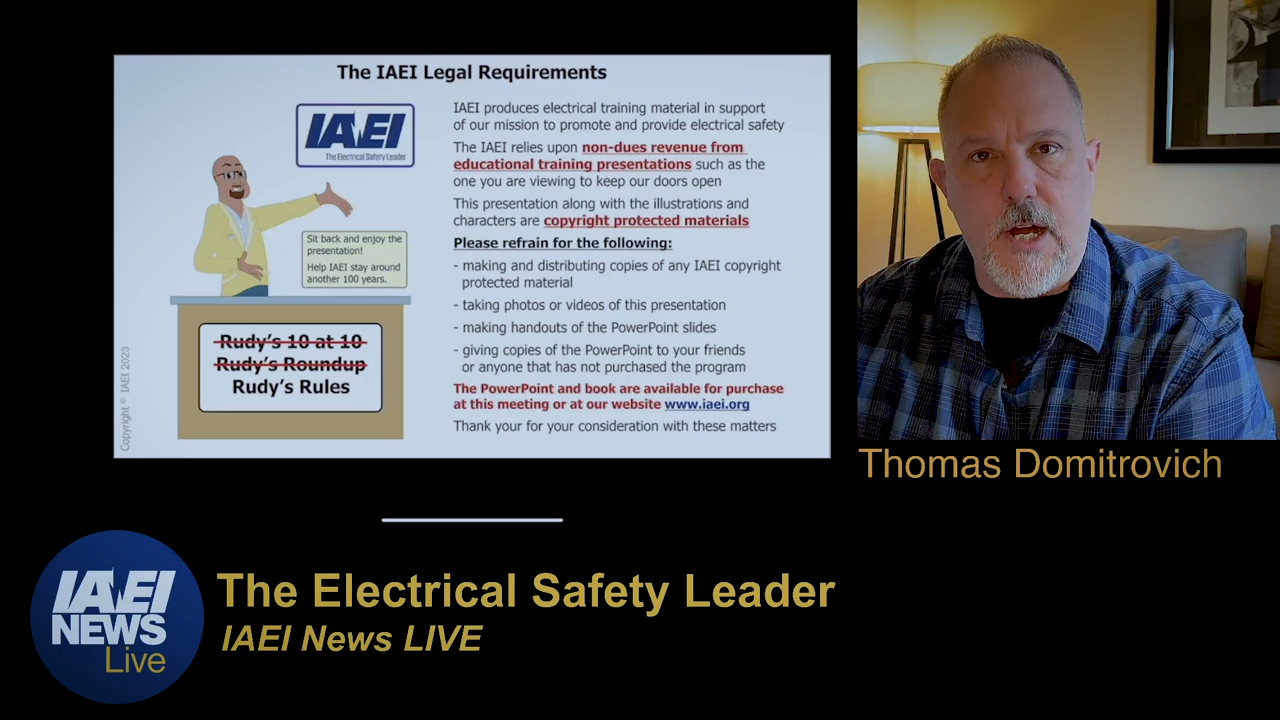 The IAEI Legal Requirements
IAEI
The Electrical Safety Leader
Sit back and enjoy the
presentation!
Help IAEI stay around
another 100 years.
Rudy's 10 at 10
Rudy's Roundup
Rudy's Rules
Copyright © IAEI 2023
IAEI produces electrical training material in support
of our mission to promote and provide electrical safety
The IAEI relies upon non-dues revenue from
educational training presentations such as the
one you are viewing to keep our doors open
This presentation along with the illustrations and
characters are copyright protected materials
Please refrain for the following:
- making and distributing copies of any IAEI copyright
protected material
- taking photos or videos of this presentation
- making handouts of the PowerPoint slides
- giving copies of the PowerPoint to your friends
or anyone that has not purchased the program
The PowerPoint and book are available for purchase
at this meeting or at our website www.iaei.org
Thank your for your consideration with these matters
Thomas Domitrovich
IAEI
NEWS
Live
The Electrical Safety Leader
IAEI News LIVE